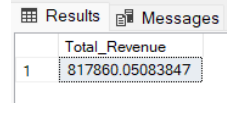 Results Messages
Total_Revenue
1 817860.05083847